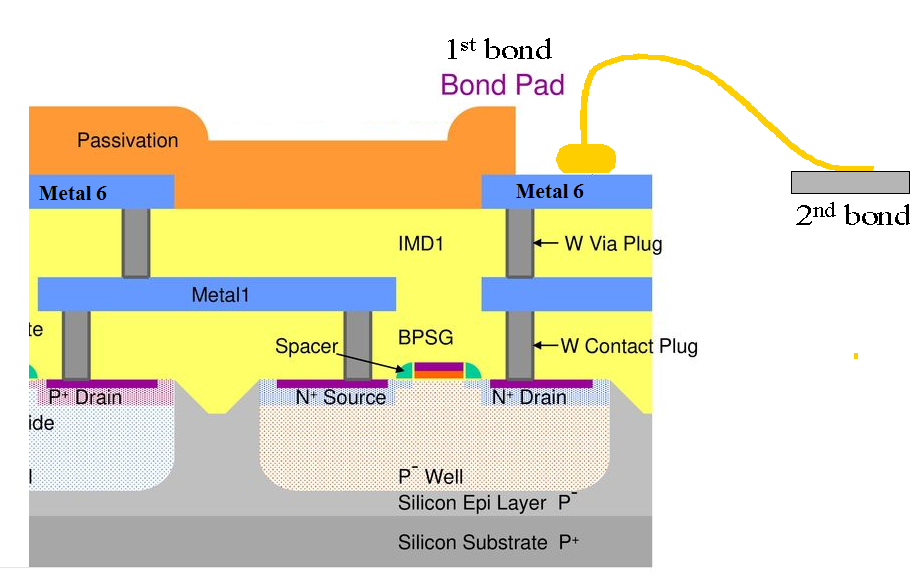 1st bond
Bond Pad
Passivation
Metal 6
Metal 6
2nd bond
IMD1
W Via Plug
Metal1
te
BPSG
Spacer
W Contact Plug
P+ Drain
N+ Source
N+ Drain
ide
l
P- Well
Silicon Epi Layer P-
Silicon Substrate P+